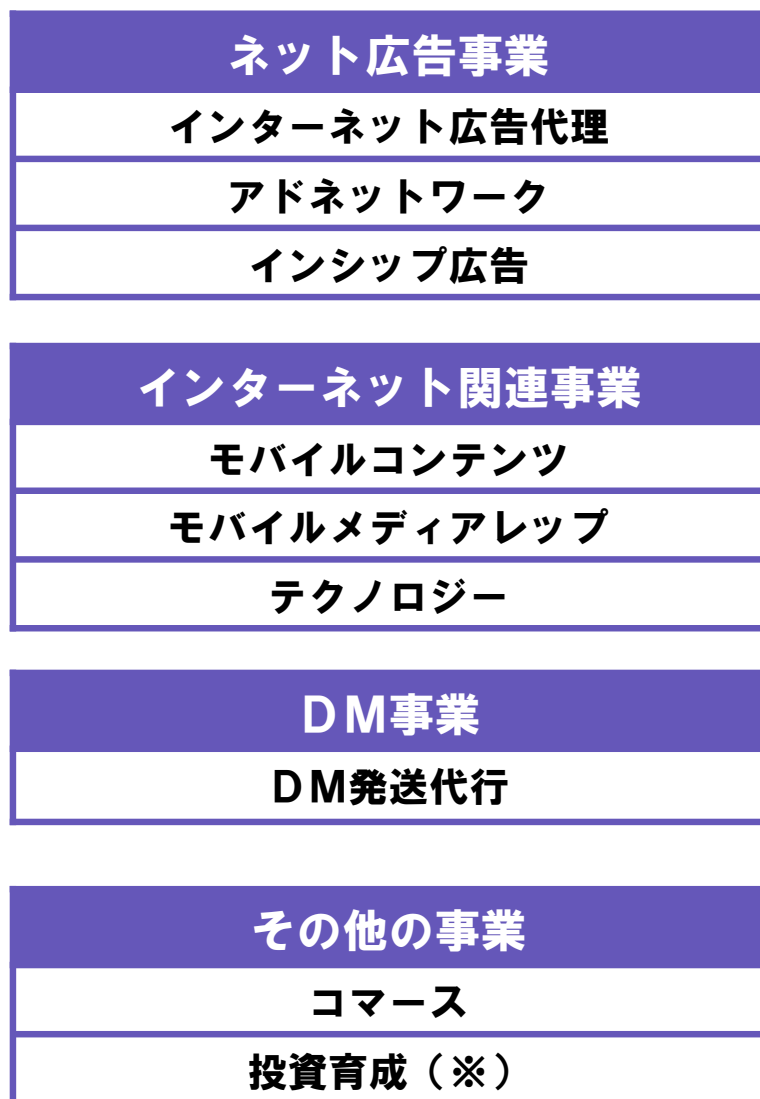 ネット広告事業
インターネット広告代理
アドネットワーク
インシップ広告
インターネット関連事業
モバイルコンテンツ
モバイルメディアレップ
テクノロジー
ＤＭ事業
ＤＭ発送代行
その他の事業
コマース
投資育成（※）